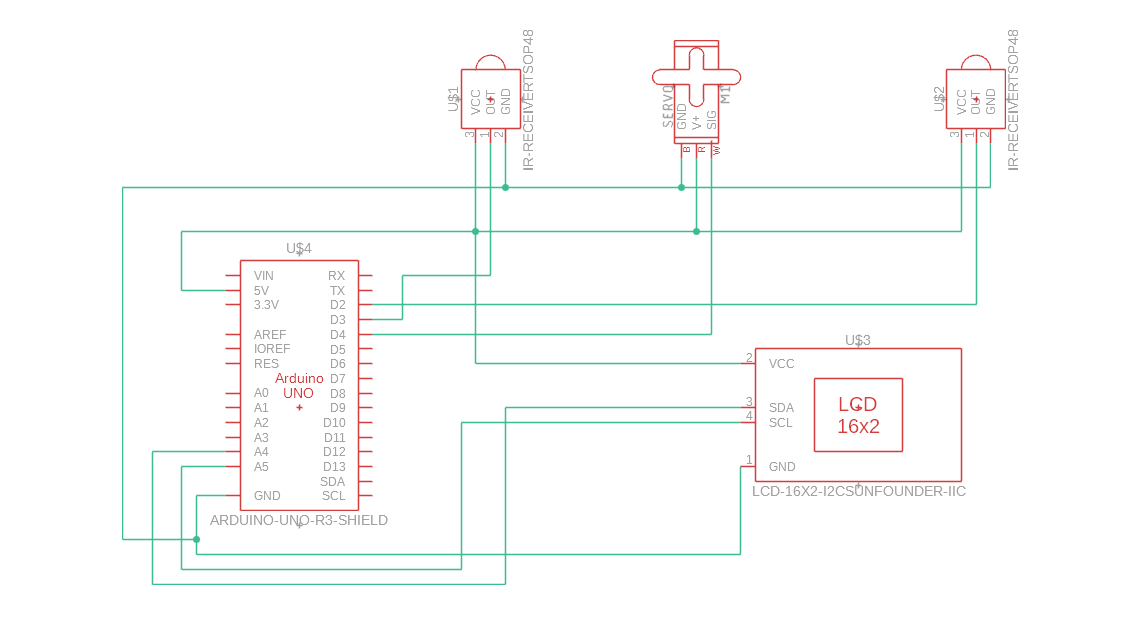 U$1
VCC
OUT
GND
3
1
2
IR-RECEIVERTSOP48
SERVO
GND
V+
SIG
B
R
W
M1
U$2
VCC
OUT
GND
3
1
2
IR-RECEIVERTSOP48
U$4
VIN
5V
3.3V
AREF
IOREF
RES
A0
A1
A2
A3
A4
A5
GND
Arduino
UNO
RX
TX
D2
D3
D4
D5
D6
D7
D8
D9
D10
D11
D12
D13
SDA
SCL
ARDUINO-UNO-R3-SHIELD
U$3
2
VCC
3
SDA
4
SCL
1
GND
LCD
16x2
LCD-16X2-I2CSUNFOUNDER-IIC